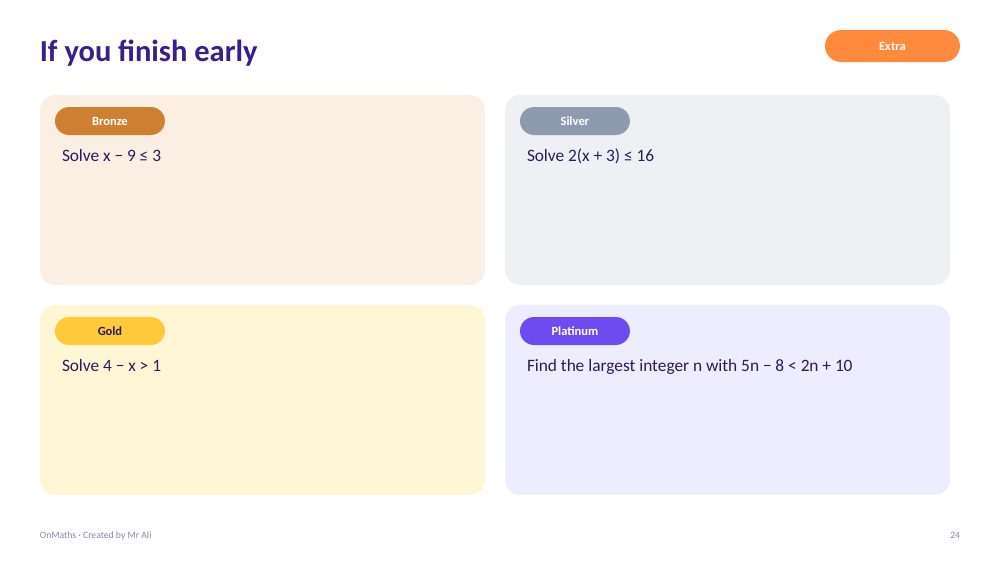 If you finish early
Extra
Bronze
Solve x − 9 ≤ 3
Silver
Solve 2(x + 3) ≤ 16
Gold
Solve 4 − x > 1
Platinum
Find the largest integer n with 5n − 8 < 2n + 10
OnMaths · Created by Mr Ali
24